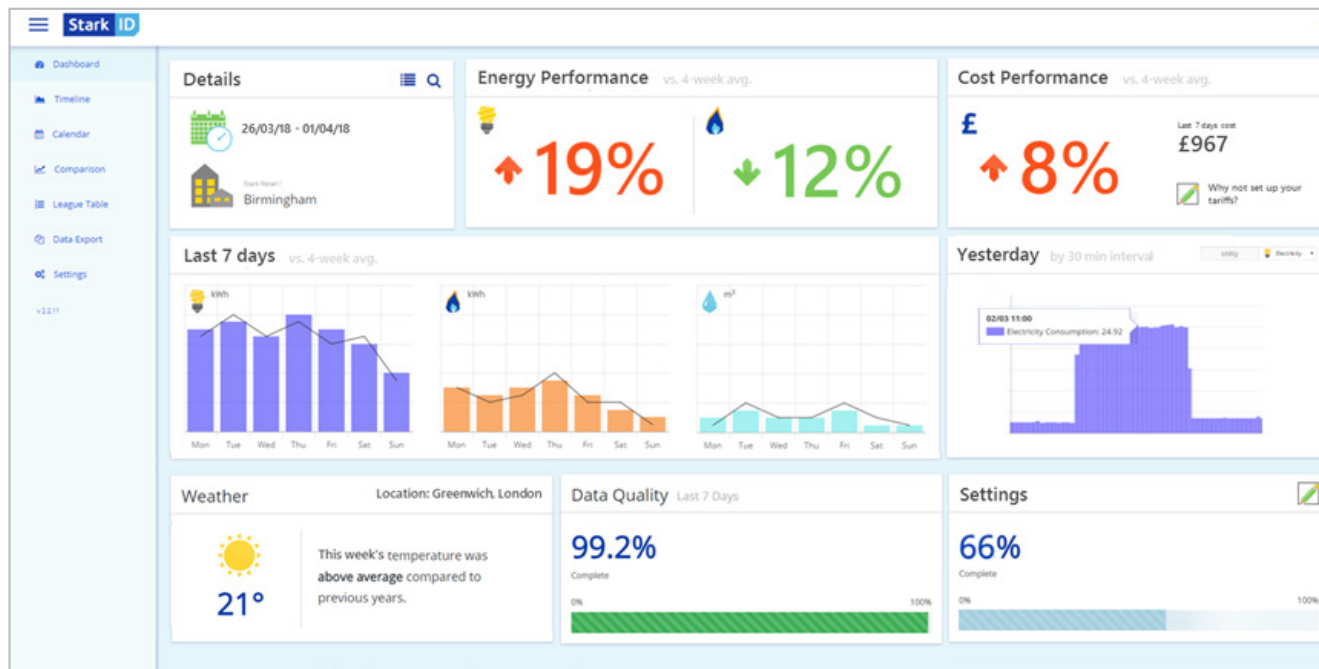 Stark ID
Dashboard
Timeline
Calendar
Comparison
League Table
Data Export
Settings
v 2.2.11
Details
26/03/18 - 01/04/18
Stark Retail /
Birmingham
Energy Performance vs. 4-week avg.
19%
12%
Cost Performance vs. 4-week avg.
£
8%
Last 7 days cost
£967
Why not set up your
tariffs?
Last 7 days vs. 4-week avg.
kWh
Mon Tue Wed Thu Fri Sat Sun
kWh
Mon Tue Wed Thu Fri Sat Sun
m³
Mon Tue Wed Thu Fri Sat Sun
Yesterday by 30 min interval
Utility Electricity
02/03 11:00
Electricity Consumption: 24.92
Weather Location: Greenwich, London
21°
This week's temperature was
above average compared to
previous years.
Data Quality Last 7 Days
99.2%
Complete
0% 100%
Settings
66%
Complete
0% 100%